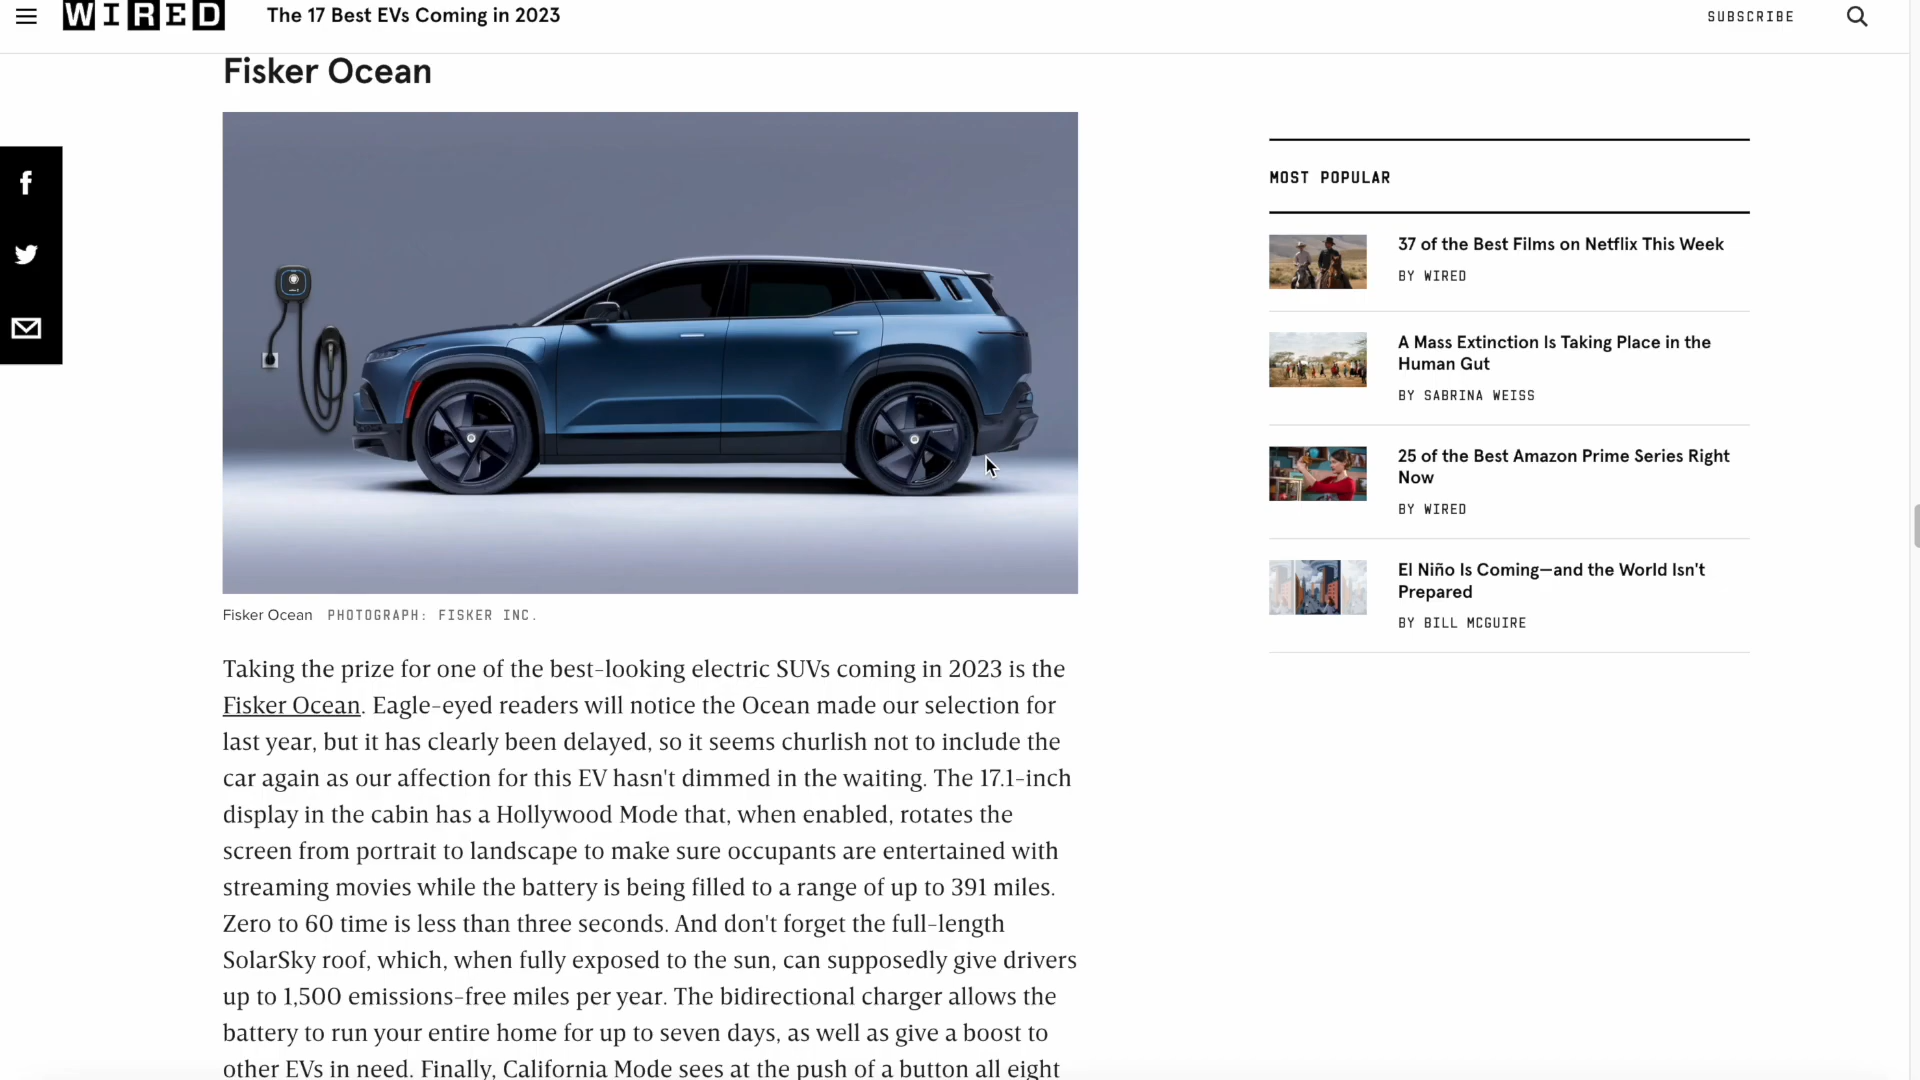 WIRED
The 17 Best EVs Coming in 2023
SUBSCRIBE
Fisker Ocean
Fisker Ocean PHOTOGRAPH: FISKER INC.
Taking the prize for one of the best-looking electric SUVs coming in 2023 is the
Fisker Ocean. Eagle-eyed readers will notice the Ocean made our selection for
last year, but it has clearly been delayed, so it seems churlish not to include the
car again as our affection for this EV hasn't dimmed in the waiting. The 17.1-inch
display in the cabin has a Hollywood Mode that, when enabled, rotates the
screen from portrait to landscape to make sure occupants are entertained with
streaming movies while the battery is being filled to a range of up to 391 miles.
Zero to 60 time is less than three seconds. And don't forget the full-length
SolarSky roof, which, when fully exposed to the sun, can supposedly give drivers
up to 1,500 emissions-free miles per year. The bidirectional charger allows the
battery to run your entire home for up to seven days, as well as give a boost to
other EVs in need. Finally, California Mode sees at the push of a button all eight
MOST POPULAR
37 of the Best Films on Netflix This Week
BY WIRED
A Mass Extinction Is Taking Place in the
Human Gut
BY SABRINA WEISS
25 of the Best Amazon Prime Series Right
Now
BY WIRED
El Niño Is Coming—and the World Isn't
Prepared
BY BILL MCGUIRE